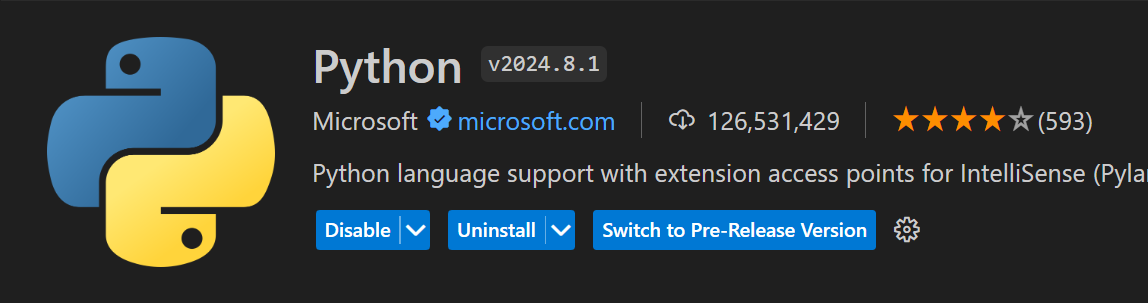 Python v2024.8.1
Microsoft microsoft.com 126,531,429 (593)
Python language support with extension access points for IntelliSense (Pyla
Disable Uninstall Switch to Pre-Release Version